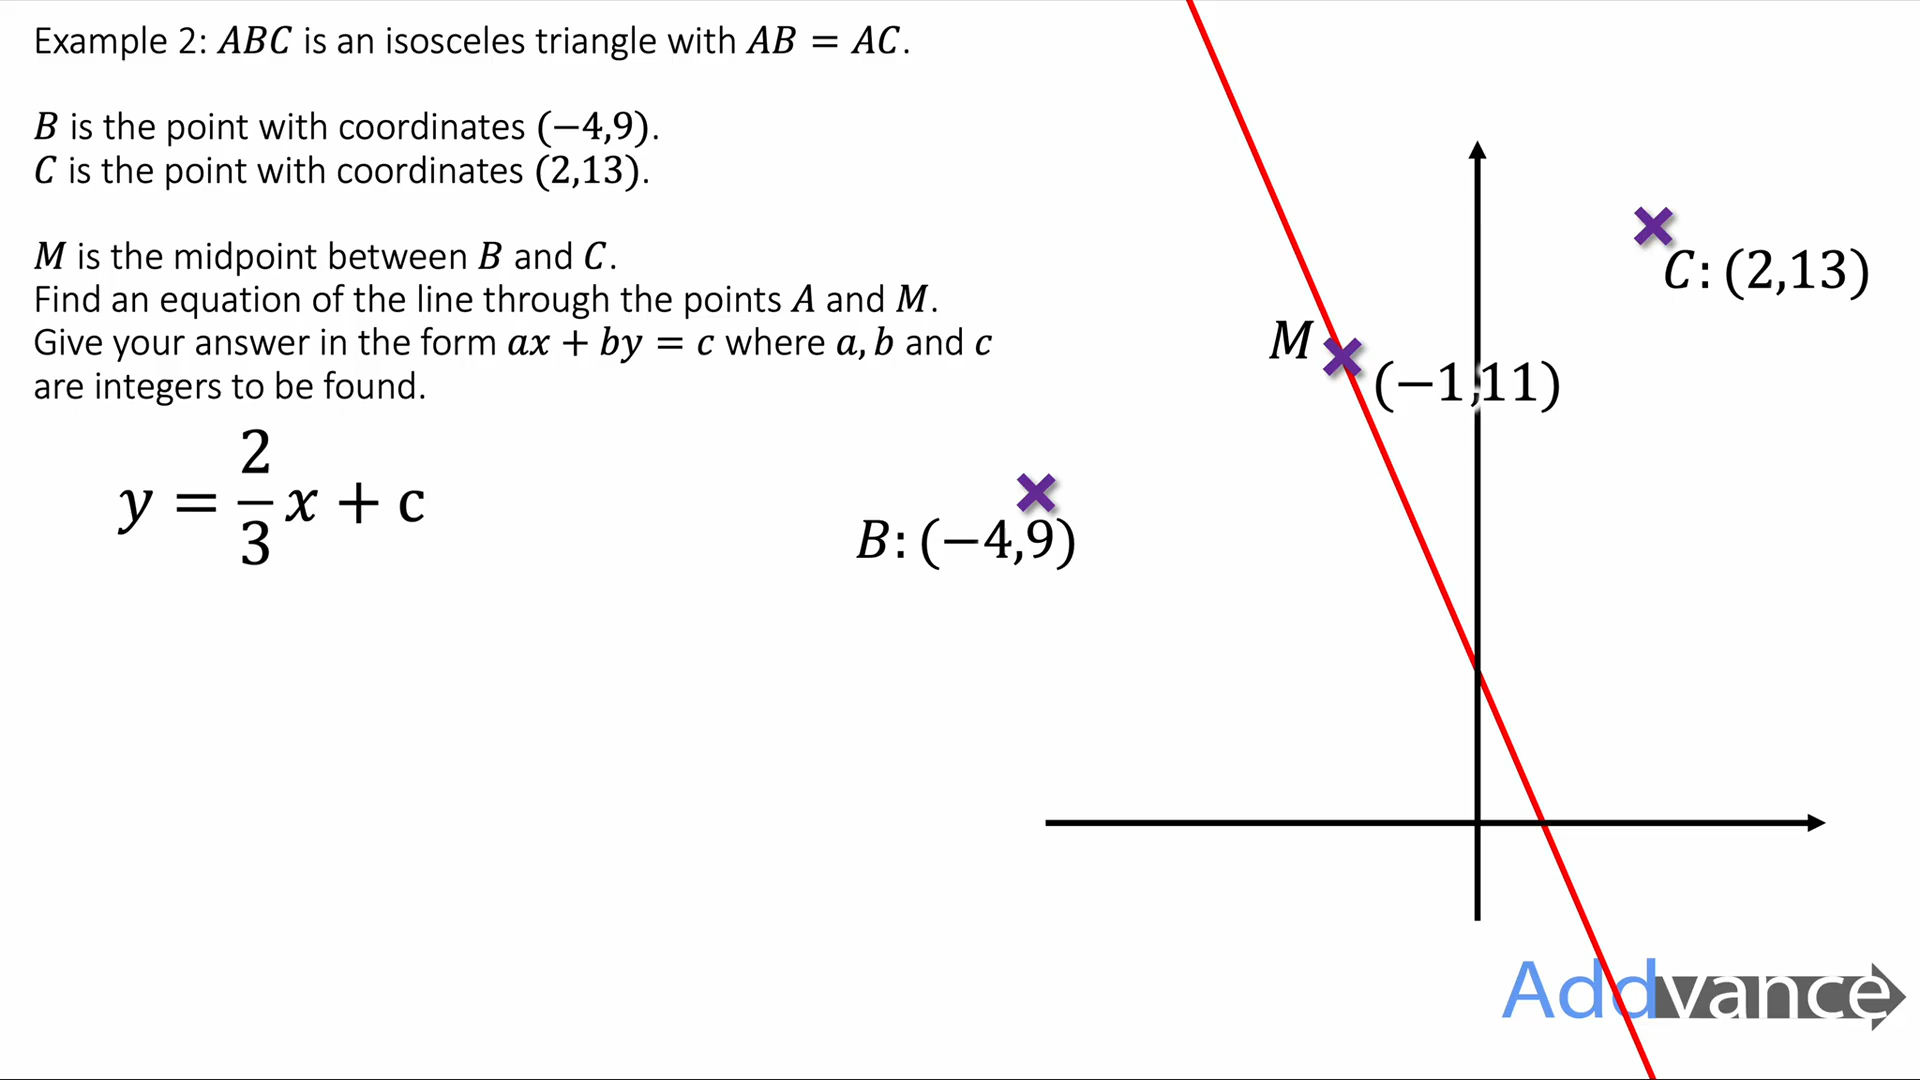 Example 2: ABC is an isosceles triangle with AB = AC.
B is the point with coordinates (−4,9).
C is the point with coordinates (2,13).
M is the midpoint between B and C.
Find an equation of the line through the points A and M.
Give your answer in the form ax + by = c where a, b and c
are integers to be found.
y = 2/3 x + c
C: (2,13)
M
(−1,11)
B: (−4,9)
Addvance